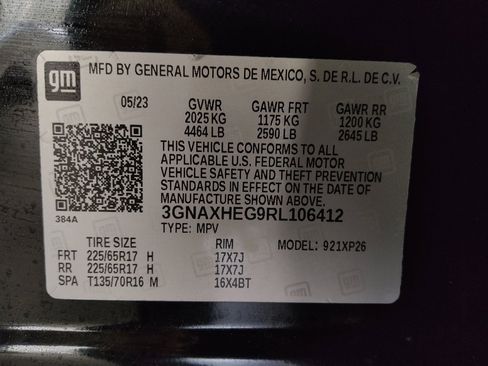 gm
MFD BY GENERAL MOTORS DE MEXICO, S. DE R.L. DE C.V.
05/23 GVWR GAWR FRT GAWR RR
2025 KG 1175 KG 1200 KG
4464 LB 2590 LB 2645 LB
THIS VEHICLE CONFORMS TO ALL
APPLICABLE U.S. FEDERAL MOTOR
VEHICLE SAFETY AND THEFT PREVENTION
STANDARDS IN EFFECT ON THE DATE OF
MANUFACTURE SHOWN ABOVE.
384A
3GNAXHEG9RL106412
TYPE: MPV
TIRE SIZE RIM MODEL: 921XP26
FRT 225/65R17 H 17X7J
RR 225/65R17 H 17X7J
SPA T135/70R16 M 16X4BT